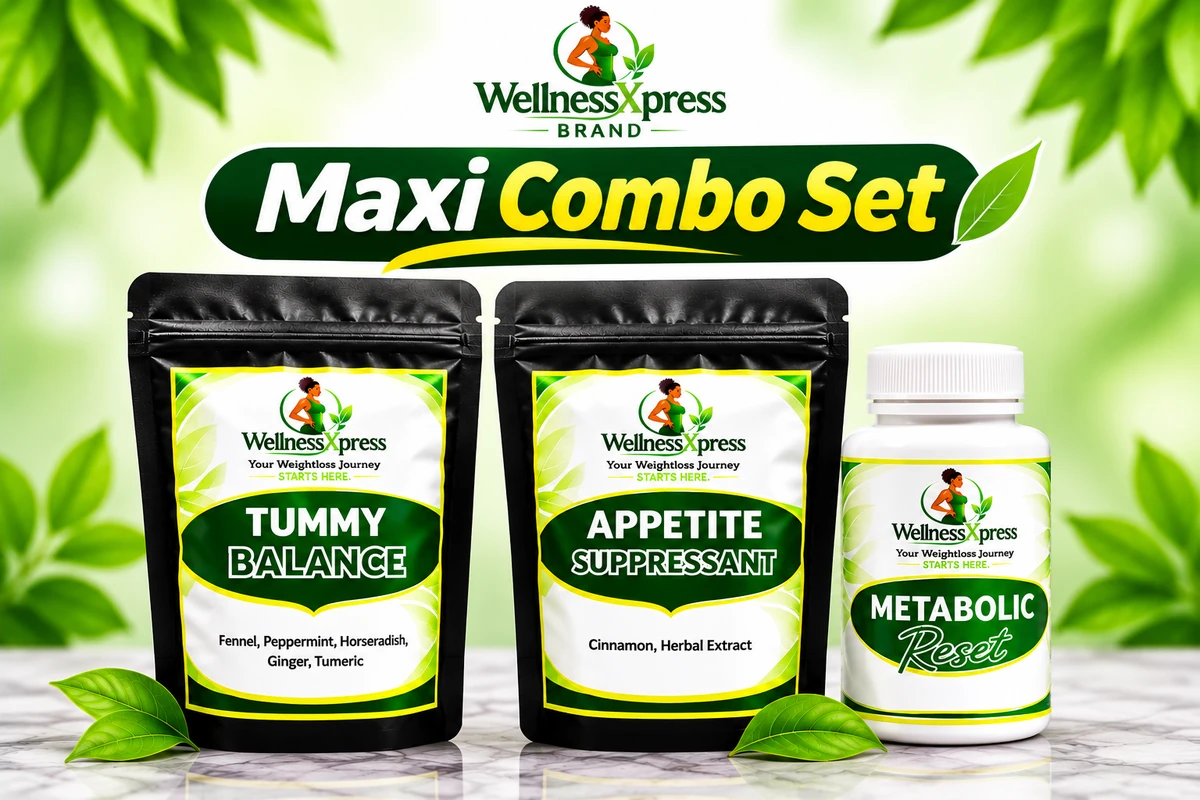 WellnessXpress
BRAND
Maxi Combo Set
WellnessXpress
Your Weightloss Journey
STARTS HERE.
TUMMY
BALANCE
Fennel, Peppermint, Horseradish,
Ginger, Tumeric
WellnessXpress
Your Weightloss Journey
STARTS HERE.
APPETITE
SUPPRESSANT
Cinnamon, Herbal Extract
WellnessXpress
Your Weightloss Journey
STARTS HERE.
METABOLIC
Reset